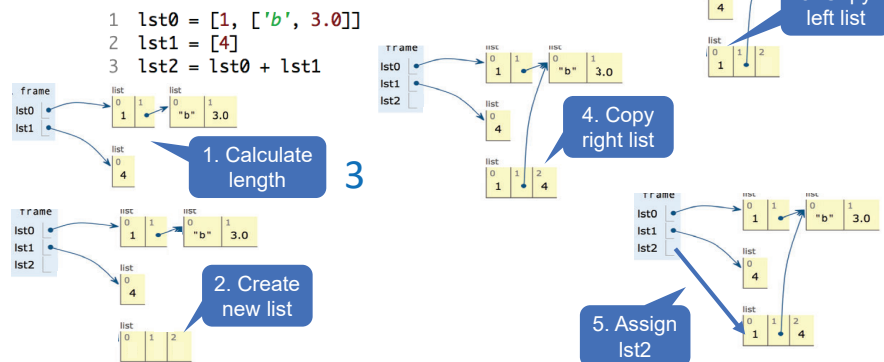 1 lst0 = [1, ['b', 3.0]]
2 lst1 = [4]
3 lst2 = lst0 + lst1
frame
lst0
lst1
list
0 1
1
list
0 1
"b" 3.0
list
0
4
1. Calculate
length
3
frame
lst0
lst1
lst2
list
0 1
1
list
0 1
"b" 3.0
list
0
4
list
0 1 2
2. Create
new list
4
left list
list
0 1 2
1
frame
lst0
lst1
lst2
list
0 1
1
list
0 1
"b" 3.0
list
0
4
list
0 1 2
1 4
4. Copy
right list
frame
lst0
lst1
lst2
list
0 1
1
list
0 1
"b" 3.0
list
0
4
list
0 1 2
1 4
5. Assign
lst2